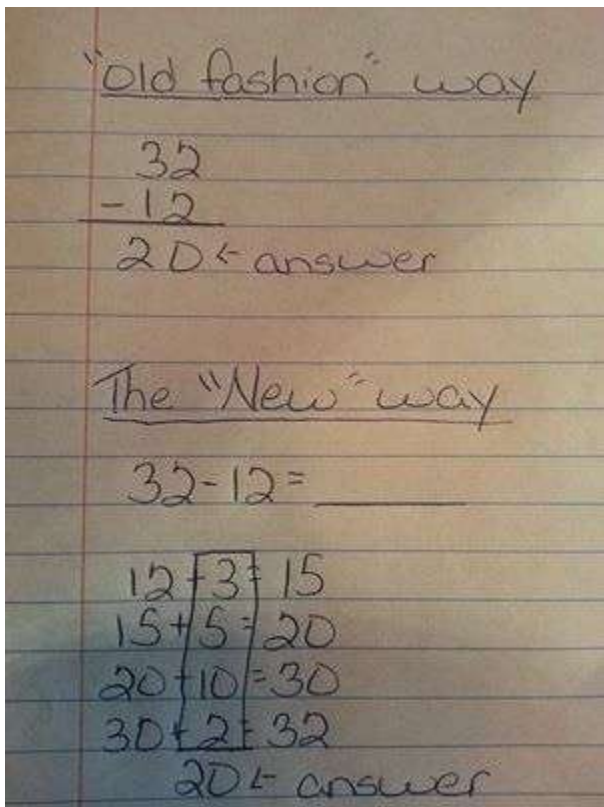 "Old fashion" way
32
-12
20 ← answer
The "New" way
32-12= ______
12+3=15
15+5=20
20+10=30
30+2=32
20 ← answer